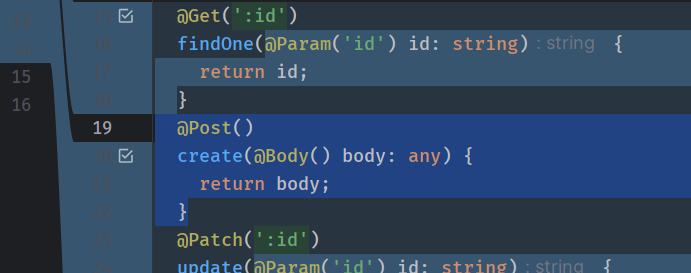 @Get(':id')
findOne(@Param('id') id: string) : string {
return id;
15
}
16
19 @Post()
create(@Body() body: any) {
return body;
}
@Patch(':id')
update(@Param('id') id: string) : string {